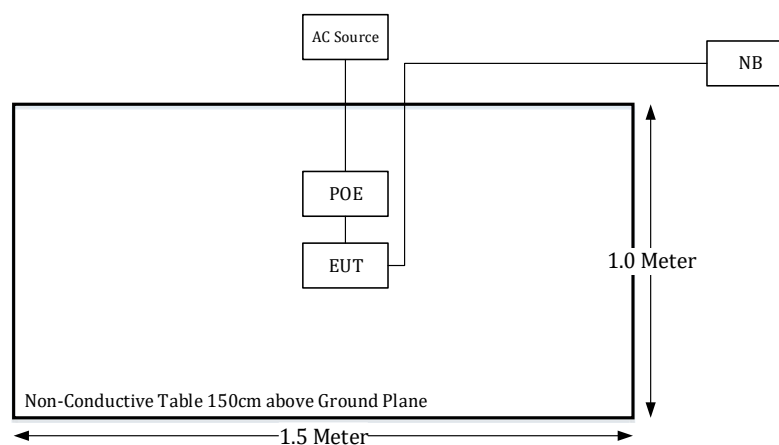 AC Source
NB
POE
EUT
1.0 Meter
Non-Conductive Table 150cm above Ground Plane
1.5 Meter